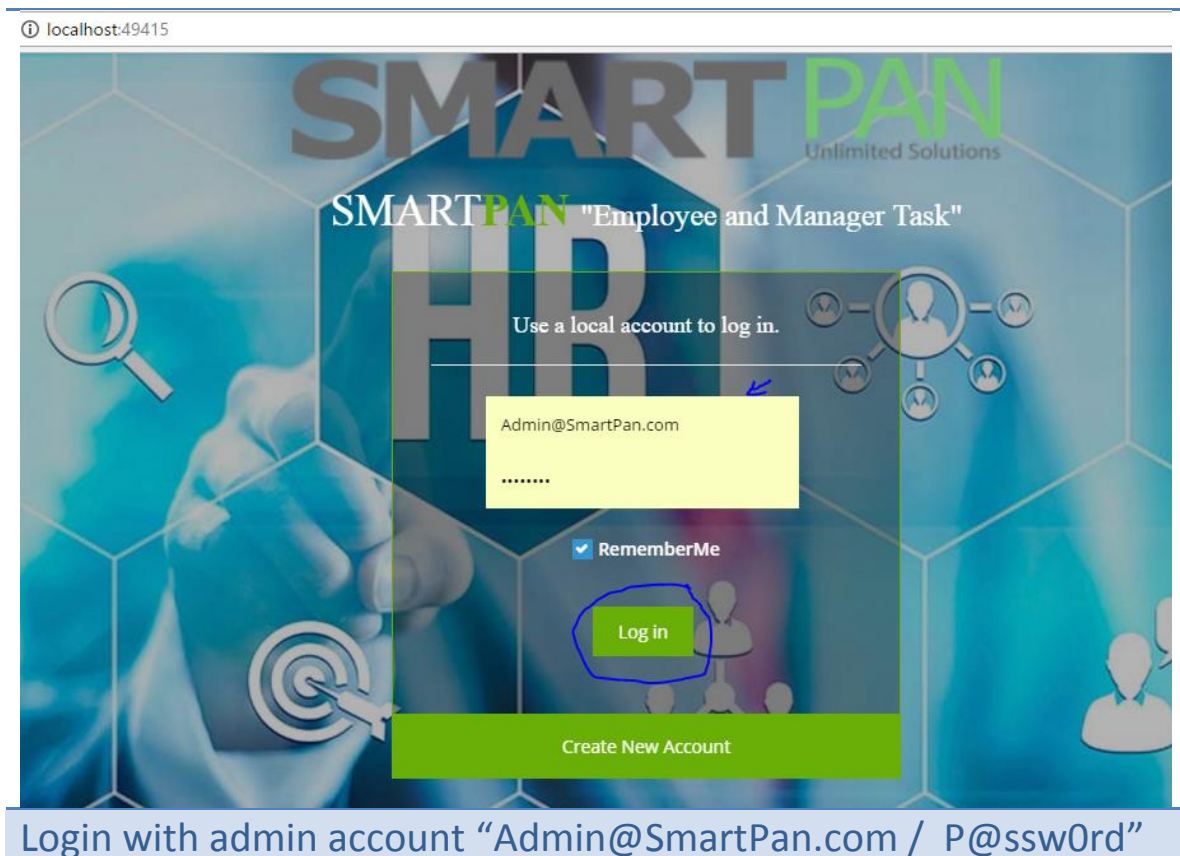 localhost:49415
SMART PAN
Unlimited Solutions
SMARTPAN "Employee and Manager Task"
HR
Use a local account to log in.
Admin@SmartPan.com
........
RememberMe
Log in
Create New Account
Login with admin account “Admin@SmartPan.com / P@ssw0rd”